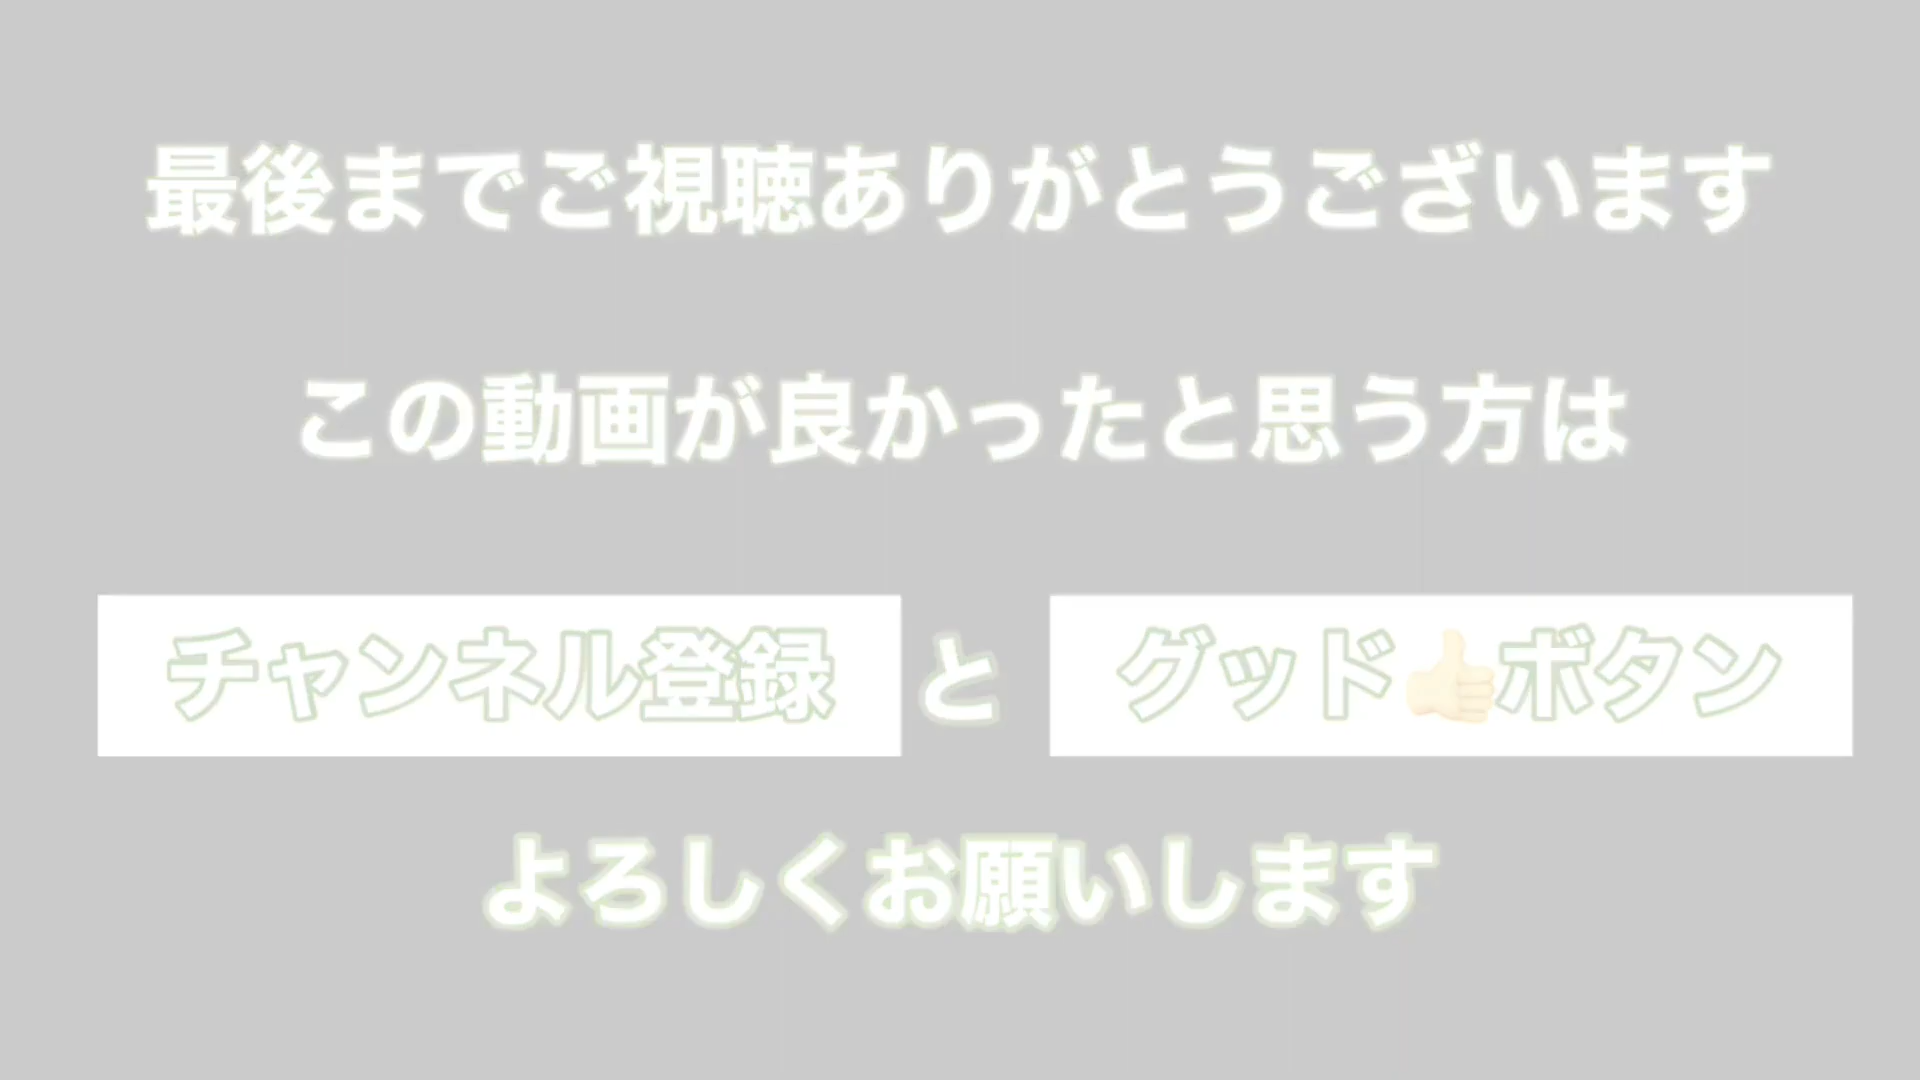 最後までご視聴ありがとうございます
この動画が良かったと思う方は
チャンネル登録 と グッド👍🏻ボタン
よろしくお願いします